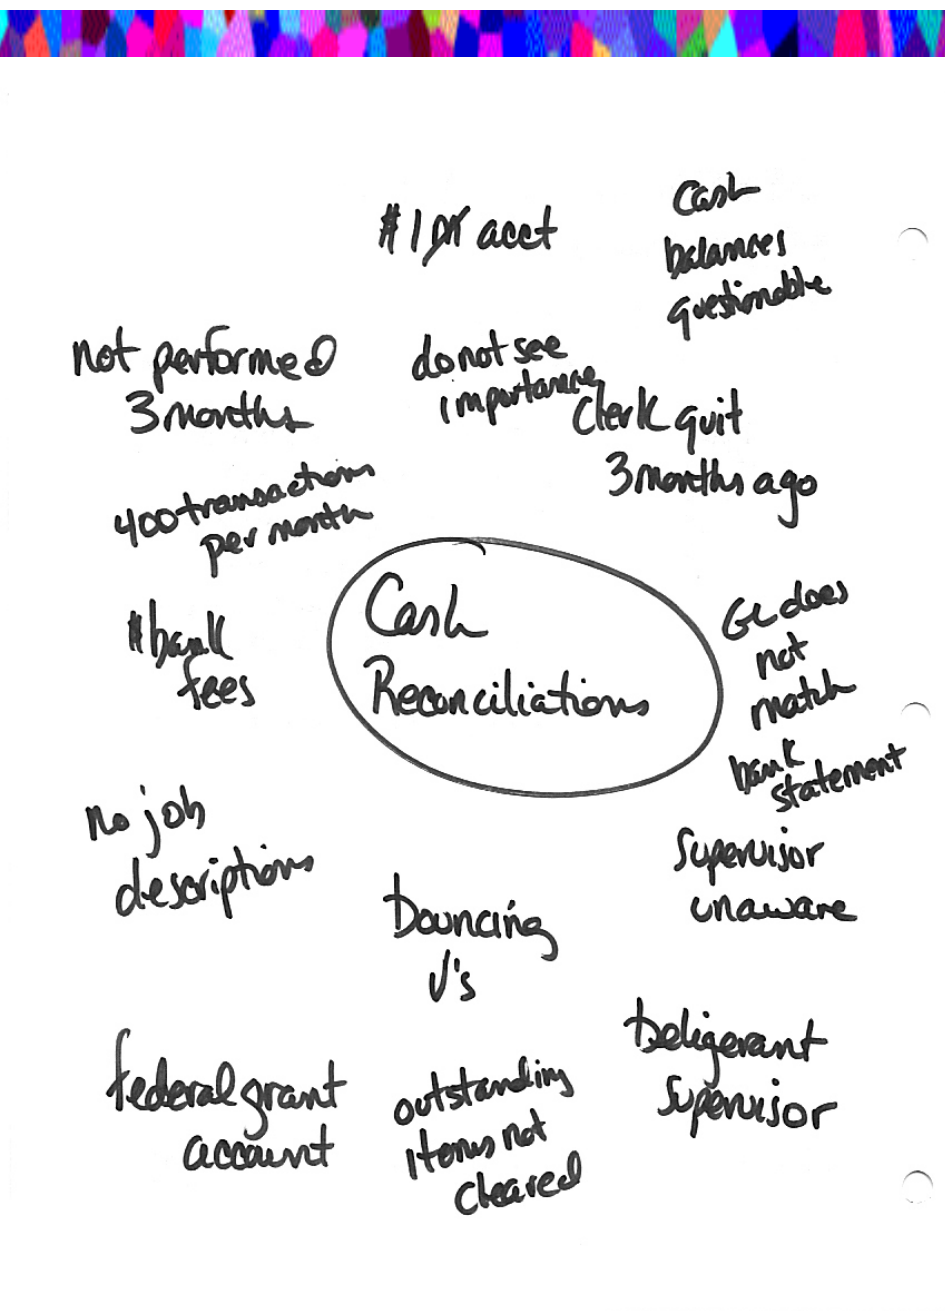 Cash
balances
questionable
#1 acct
not performed
3 months
do not see
importance
Clerk quit
3 months ago
400 transactions
per month
Cash
Reconciliations
GL does
not
match
bank
statement
#bank
fees
no job
descriptions
Supervisor
unaware
bouncing
√'s
beligerant
supervisor
federal grant
account
outstanding
items not
cleared